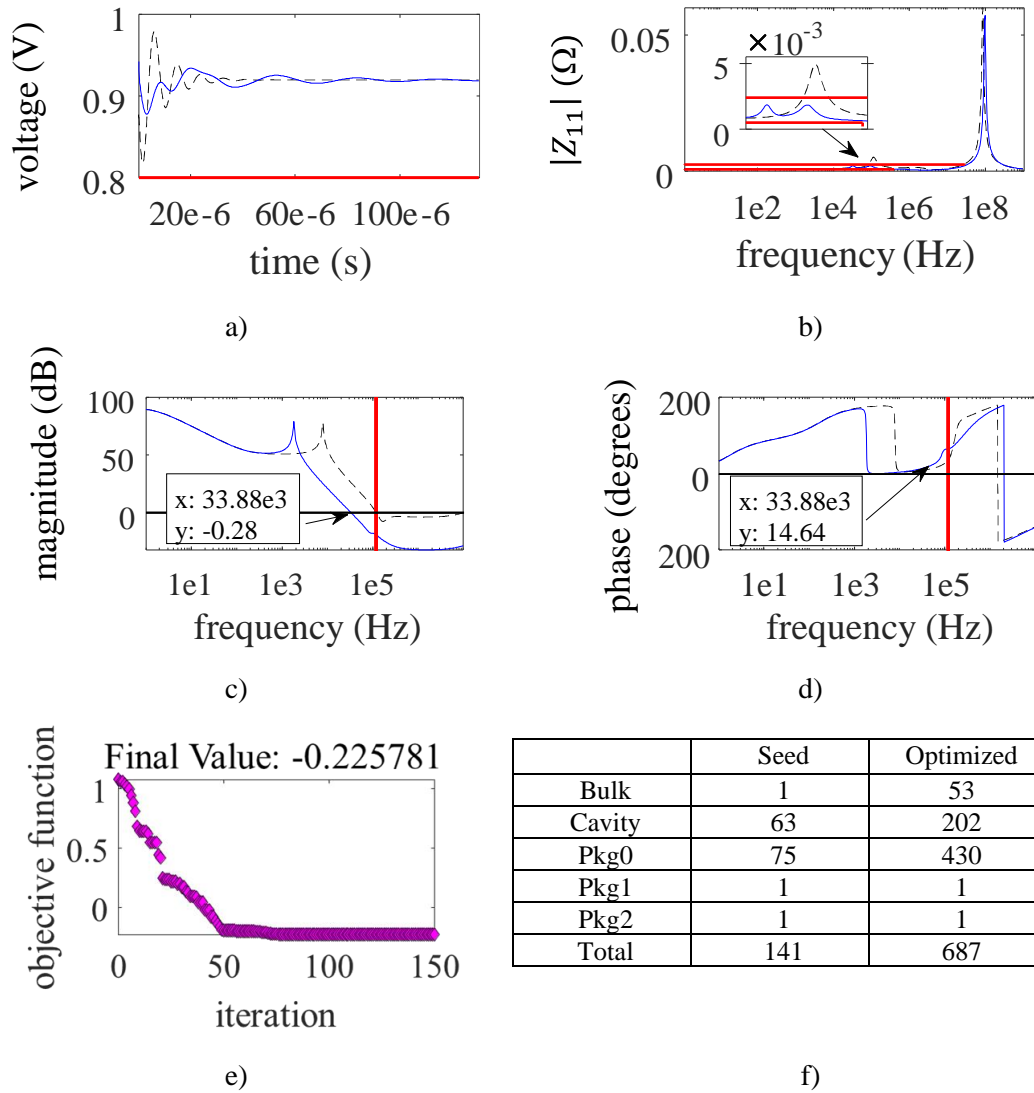 1
0.9
0.8
voltage (V)
20e-6 60e-6 100e-6
time (s)
a)
0.05
0
|Z11| (Ω)
×10-3
5
0
1e2 1e4 1e6 1e8
frequency (Hz)
b)
100
50
0
magnitude (dB)
x: 33.88e3
y: -0.28
1e1 1e3 1e5
frequency (Hz)
c)
200
0
200
phase (degrees)
x: 33.88e3
y: 14.64
1e1 1e3 1e5
frequency (Hz)
d)
Final Value: -0.225781
1
0.5
0
objective function
0 50 100 150
iteration
e)
Seed Optimized
Bulk 1 53
Cavity 63 202
Pkg0 75 430
Pkg1 1 1
Pkg2 1 1
Total 141 687
f)